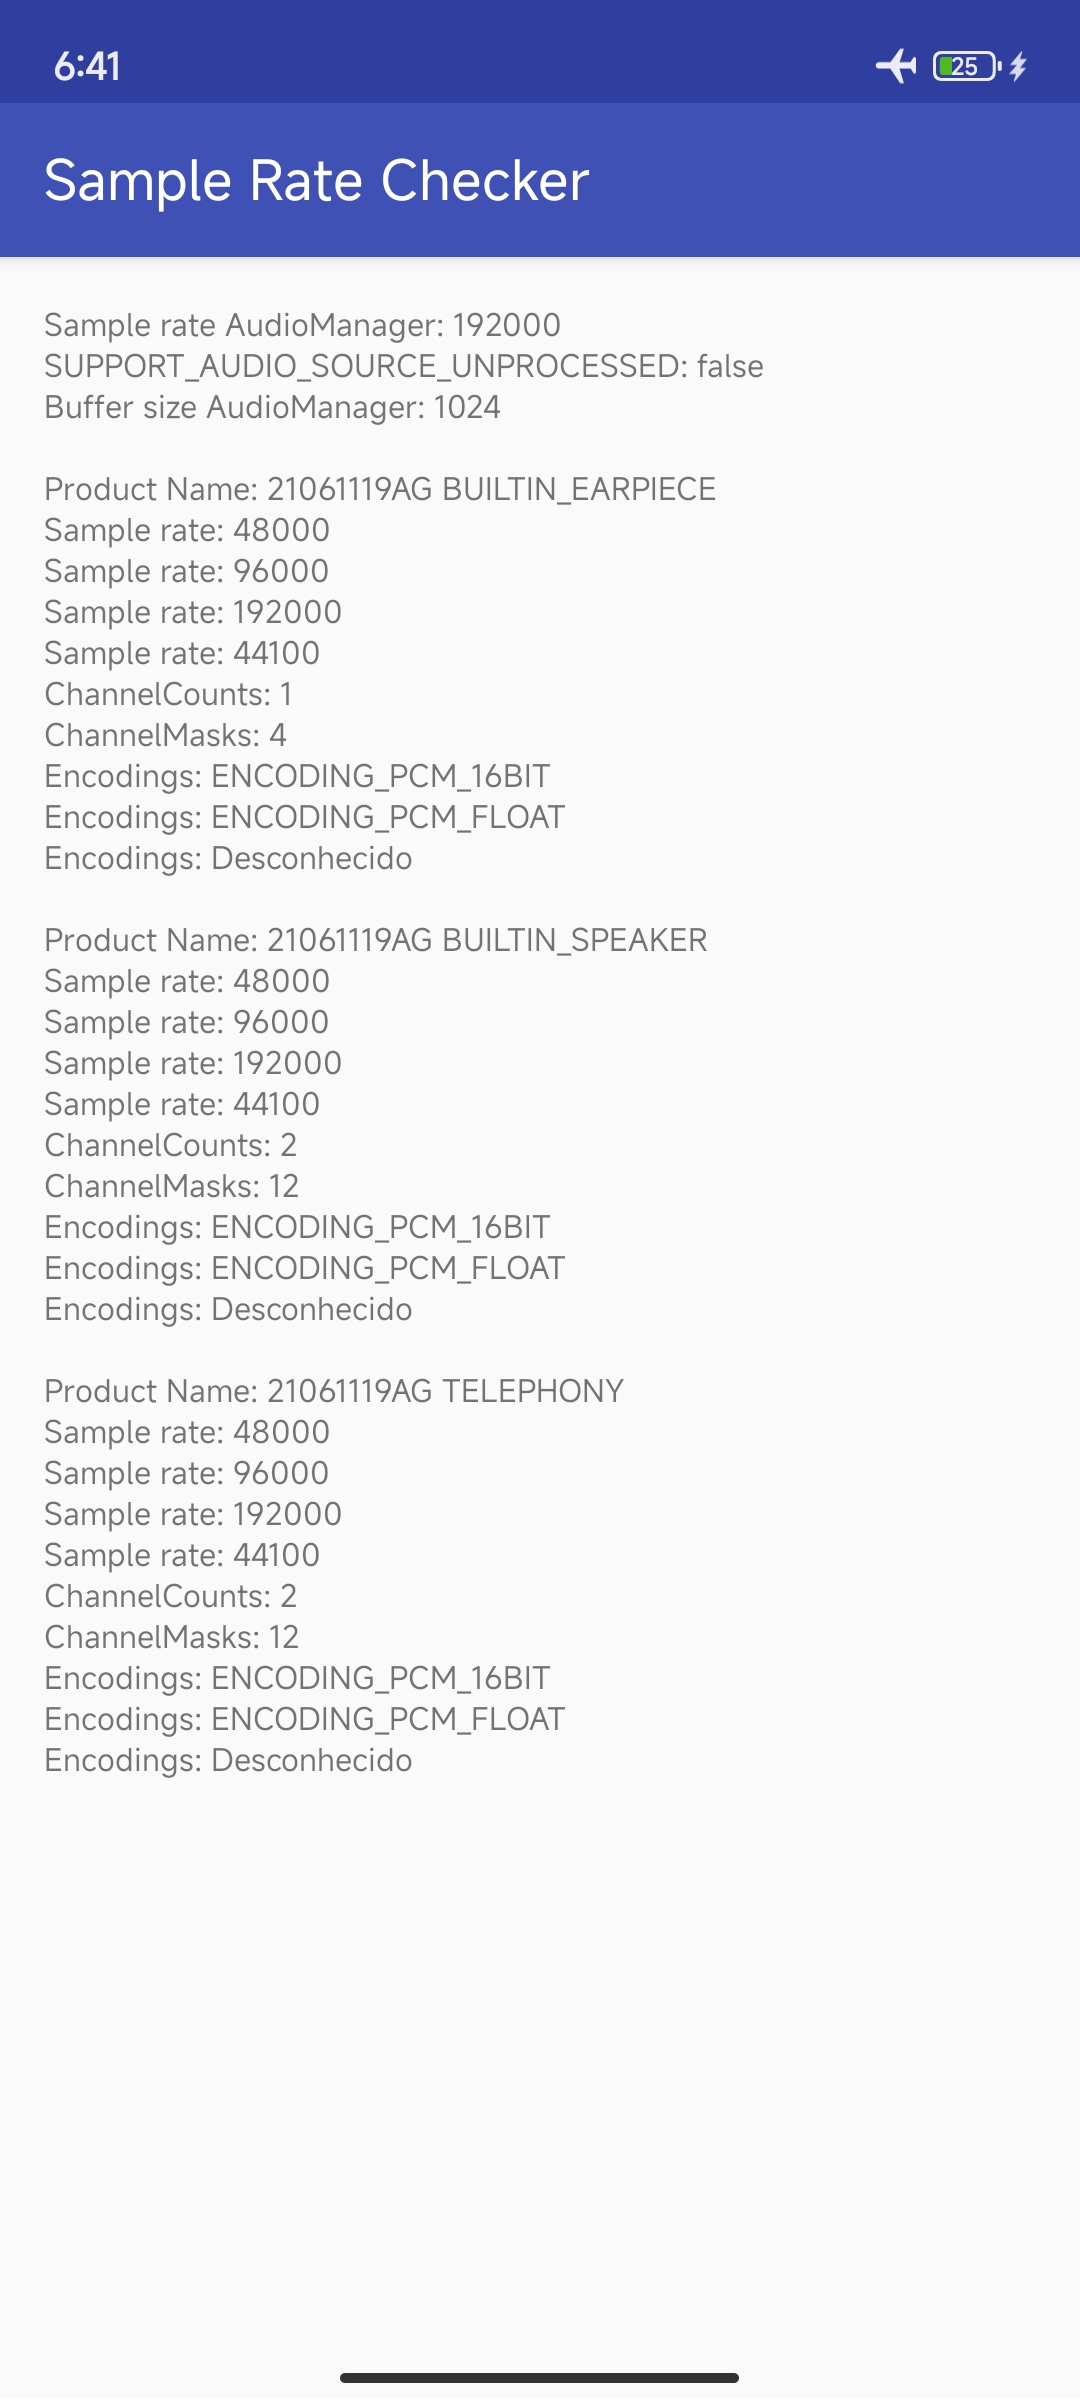 6:41
25
Sample Rate Checker
Sample rate AudioManager: 192000
SUPPORT_AUDIO_SOURCE_UNPROCESSED: false
Buffer size AudioManager: 1024
Product Name: 21061119AG BUILTIN_EARPIECE
Sample rate: 48000
Sample rate: 96000
Sample rate: 192000
Sample rate: 44100
ChannelCounts: 1
ChannelMasks: 4
Encodings: ENCODING_PCM_16BIT
Encodings: ENCODING_PCM_FLOAT
Encodings: Desconhecido
Product Name: 21061119AG BUILTIN_SPEAKER
Sample rate: 48000
Sample rate: 96000
Sample rate: 192000
Sample rate: 44100
ChannelCounts: 2
ChannelMasks: 12
Encodings: ENCODING_PCM_16BIT
Encodings: ENCODING_PCM_FLOAT
Encodings: Desconhecido
Product Name: 21061119AG TELEPHONY
Sample rate: 48000
Sample rate: 96000
Sample rate: 192000
Sample rate: 44100
ChannelCounts: 2
ChannelMasks: 12
Encodings: ENCODING_PCM_16BIT
Encodings: ENCODING_PCM_FLOAT
Encodings: Desconhecido